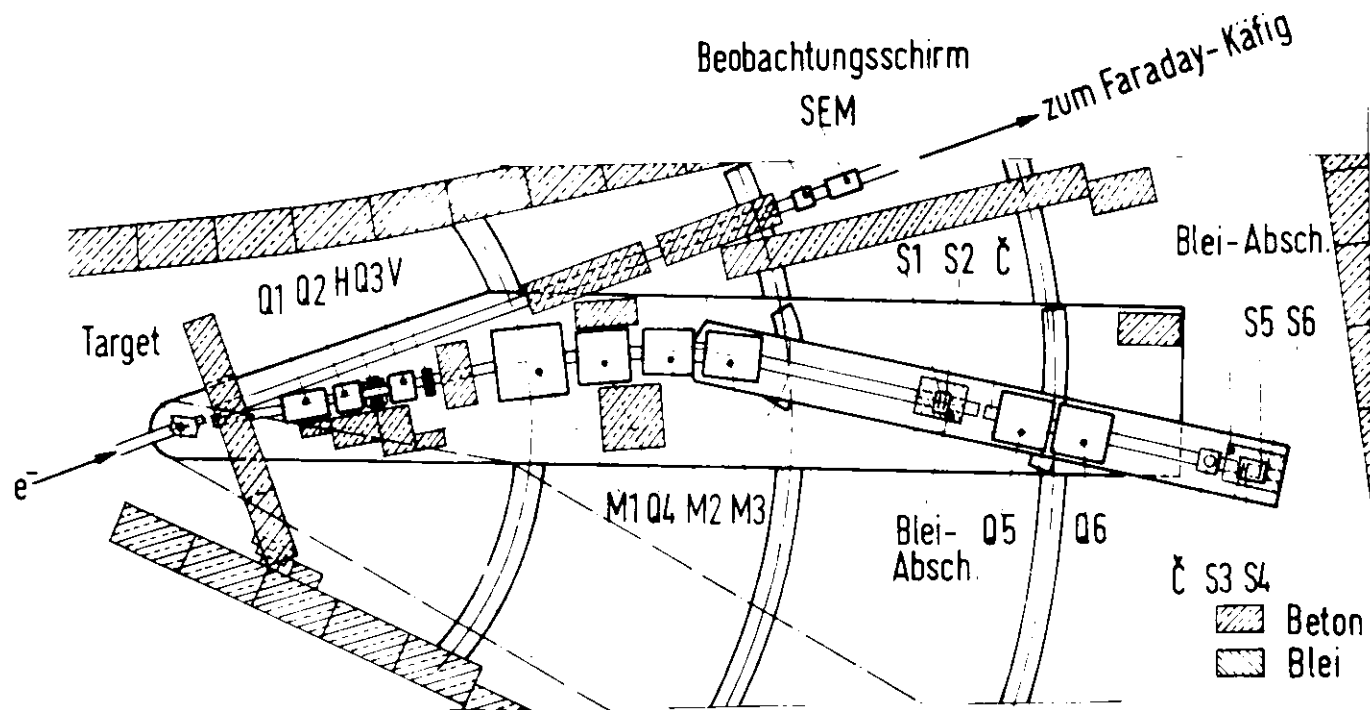 Beobachtungsschirm
SEM
zum Faraday-Käfig
Q1 Q2 H Q3 V
S1 S2 Č
Blei-Absch.
S5 S6
Target
e⁻
M1 Q4 M2 M3
Blei-
Absch.
Q5
Q6
Č S3 S4
Beton
Blei